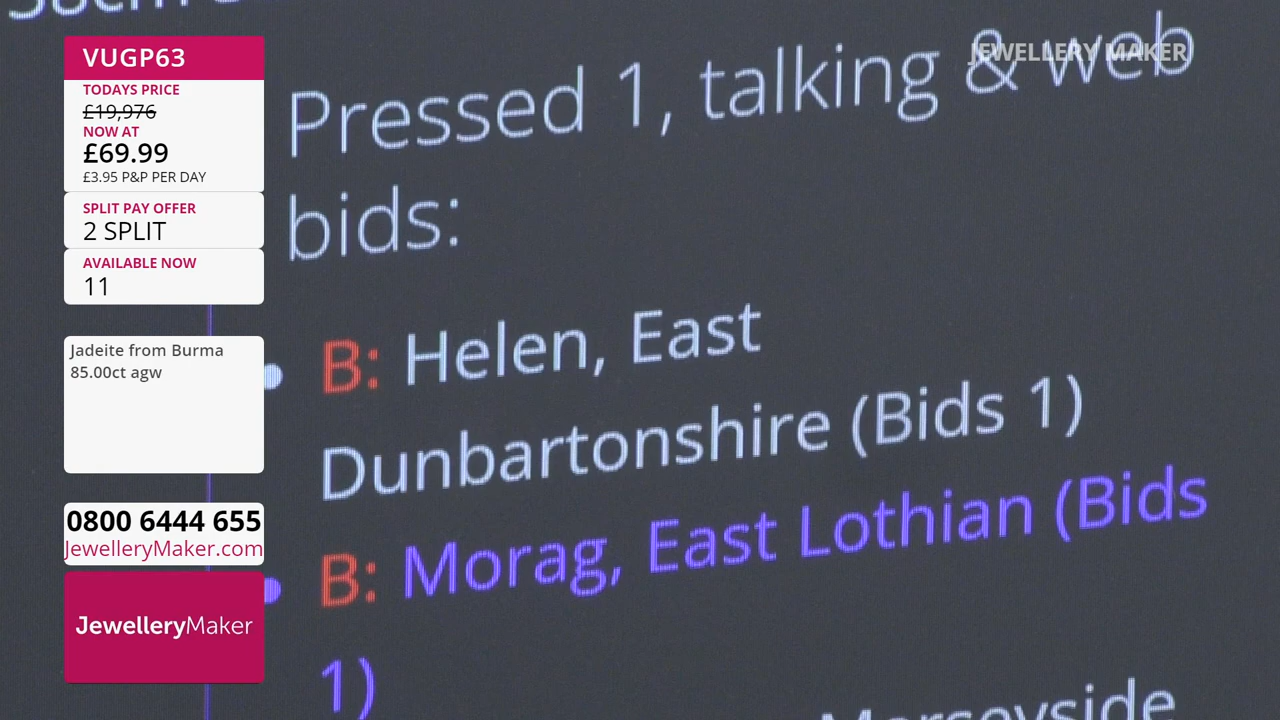 VUGP63
TODAYS PRICE
£19,976
NOW AT
£69.99
£3.95 P&P PER DAY
SPLIT PAY OFFER
2 SPLIT
AVAILABLE NOW
11
Jadeite from Burma
85.00ct agw
0800 6444 655
JewelleryMaker.com
JewelleryMaker
JEWELLERY MAKER
Pressed 1, talking & web
bids:
B: Helen, East
Dunbartonshire (Bids 1)
B: Morag, East Lothian (Bids
1)
Merseyside